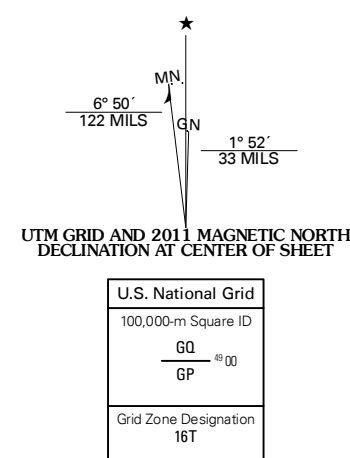 ★
M.N.
GN
6° 50´
122 MILS
1° 52´
33 MILS
UTM GRID AND 2011 MAGNETIC NORTH
DECLINATION AT CENTER OF SHEET
U.S. National Grid
100,000-m Square ID
GQ
49 00
GP
Grid Zone Designation
16T